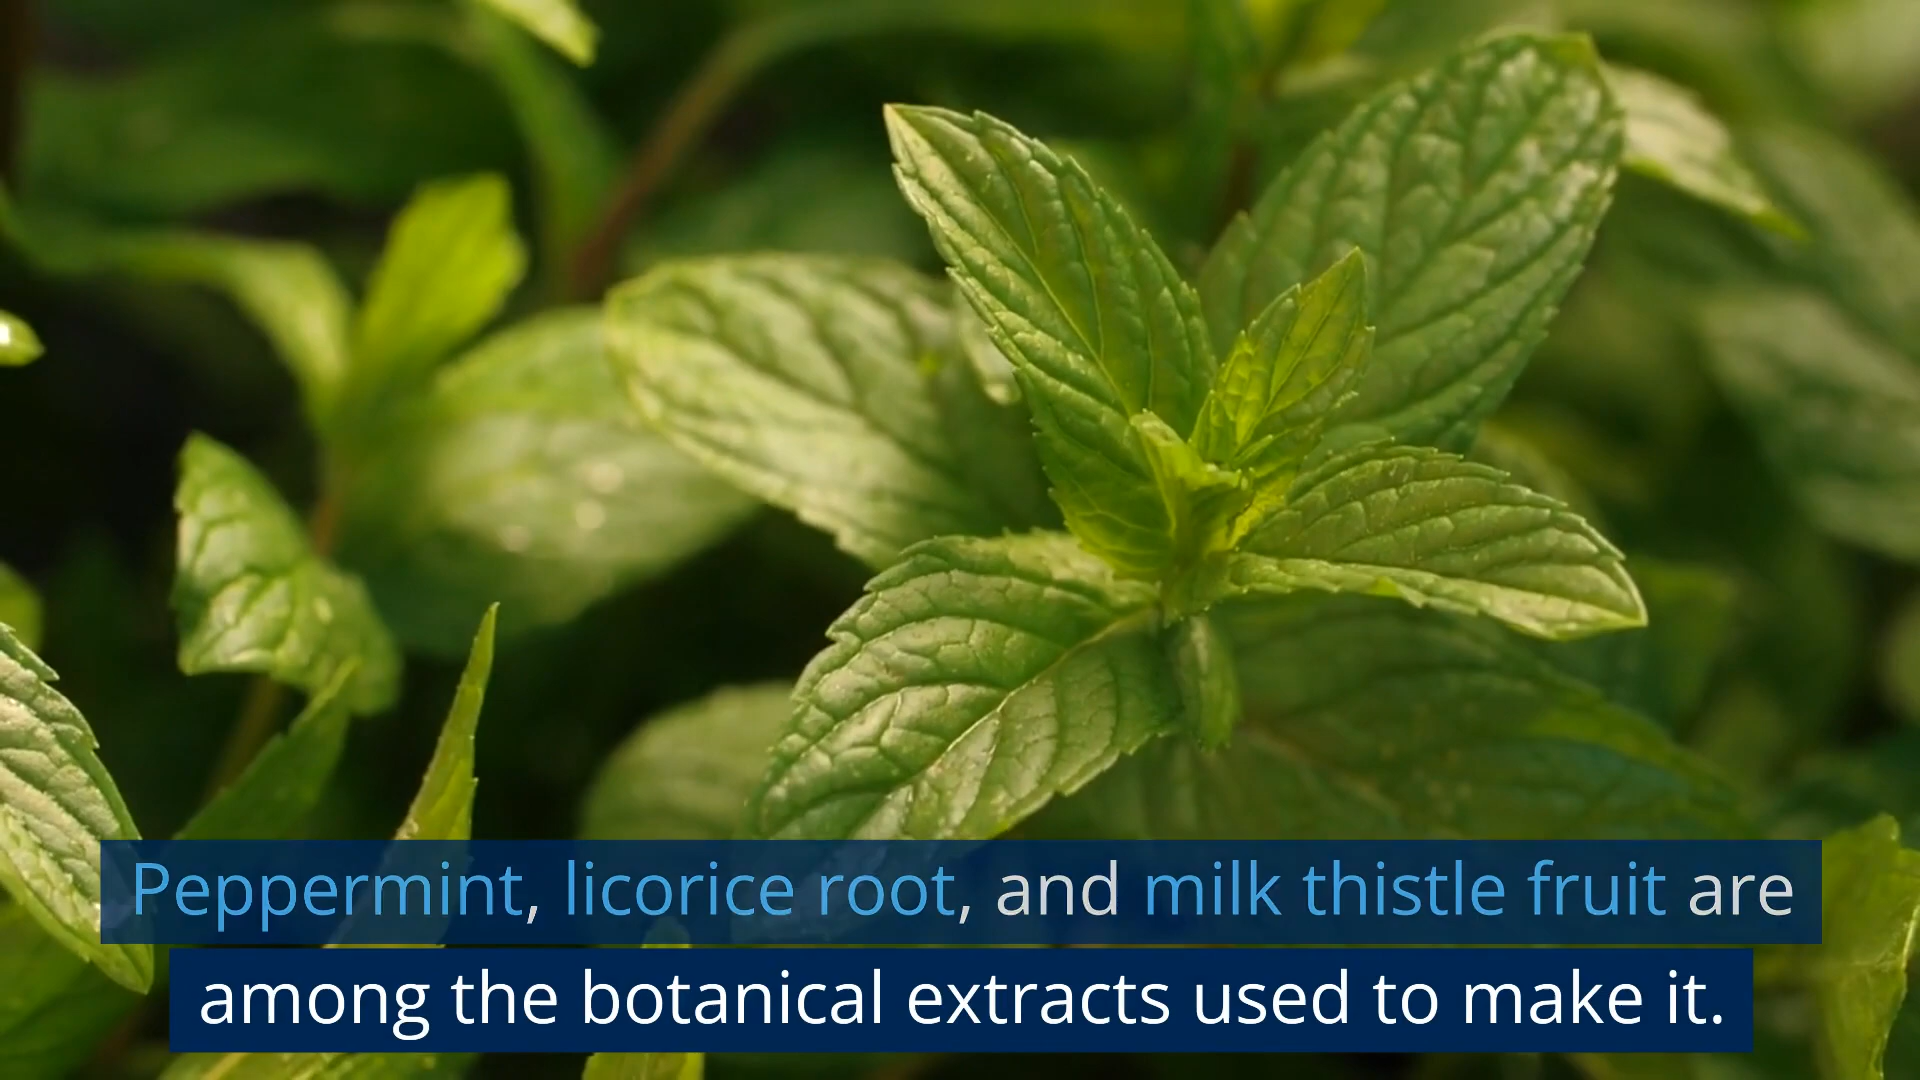 Peppermint, licorice root, and milk thistle fruit are
among the botanical extracts used to make it.